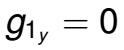 g_{1_y} = 0